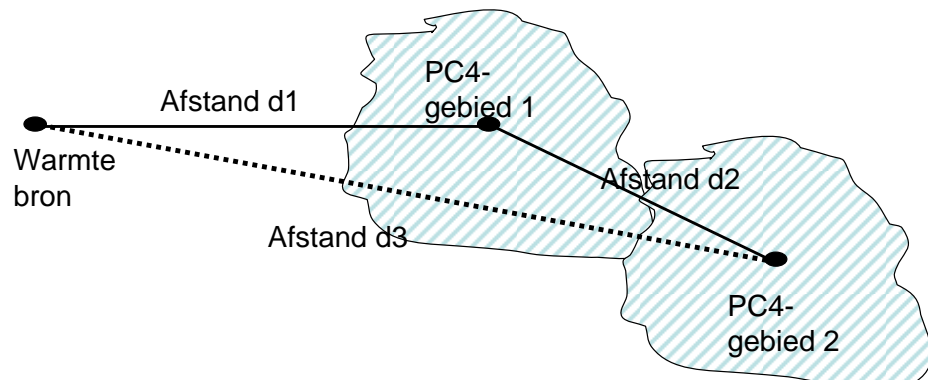 PC4-
gebied 1
Afstand d1
Warmte
bron
Afstand d2
Afstand d3
PC4-
gebied 2